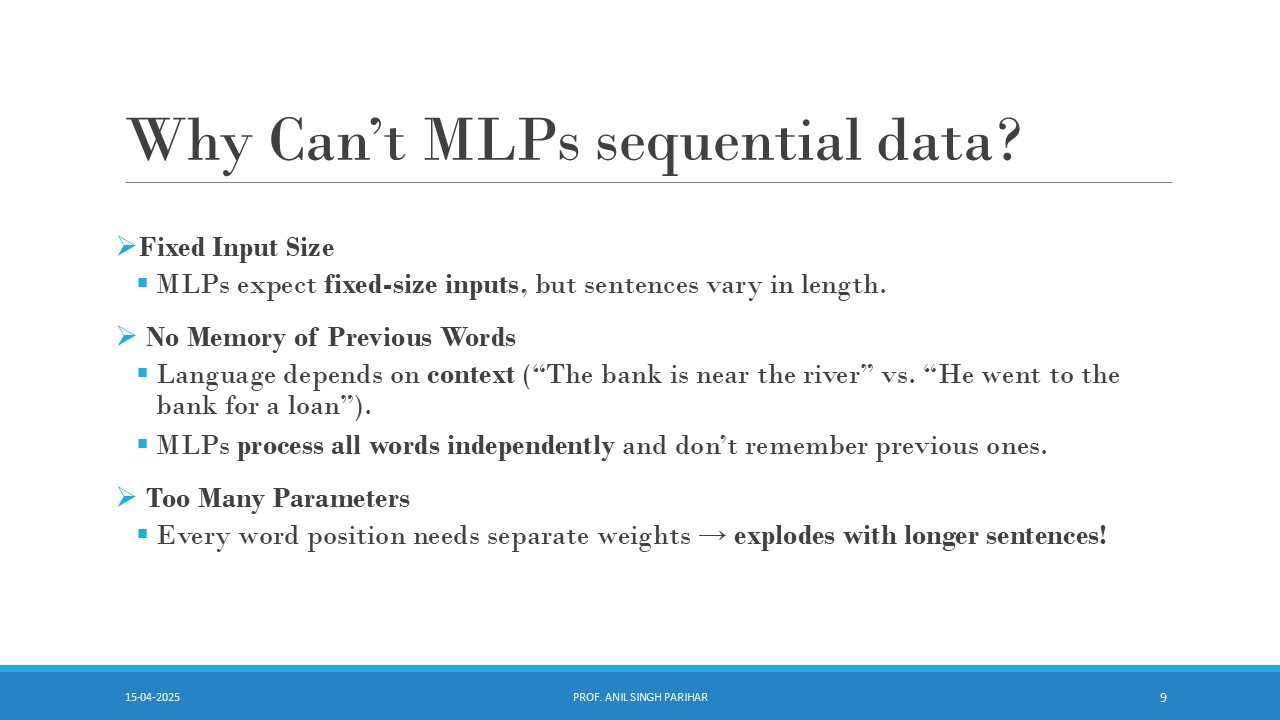 Why Can’t MLPs sequential data?
➢Fixed Input Size
▪ MLPs expect fixed-size inputs, but sentences vary in length.
➢ No Memory of Previous Words
▪ Language depends on context (“The bank is near the river” vs. “He went to the
bank for a loan”).
▪ MLPs process all words independently and don’t remember previous ones.
➢ Too Many Parameters
▪ Every word position needs separate weights → explodes with longer sentences!
15-04-2025
PROF. ANIL SINGH PARIHAR
9